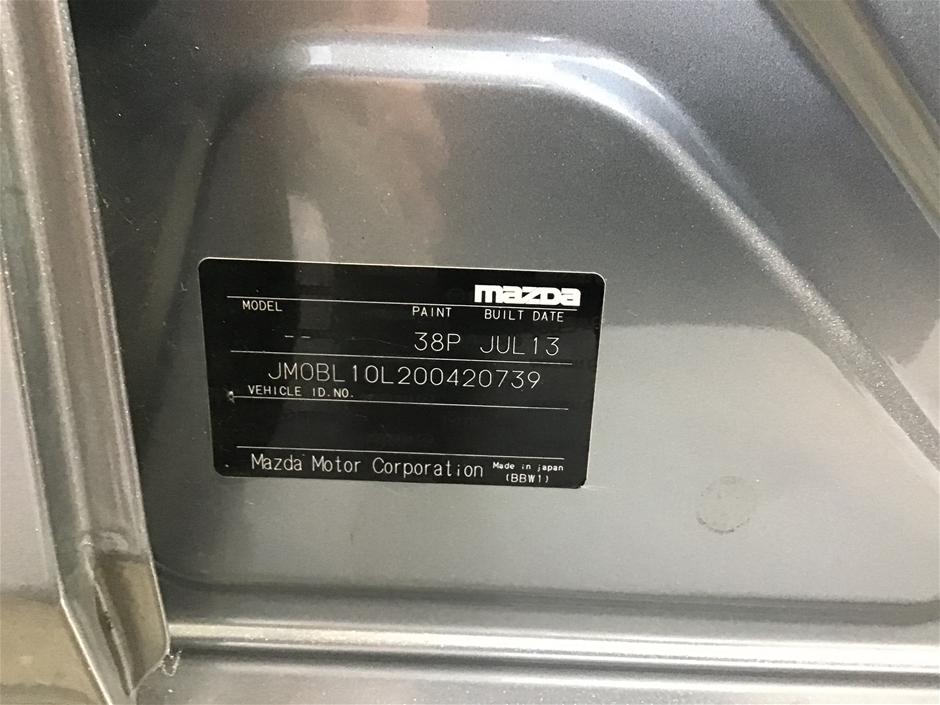 mazda
MODEL PAINT BUILT DATE
-- 38P JUL13
JM0BL10L200420739
VEHICLE ID.NO.
Mazda Motor Corporation Made in japan
(BBW1)